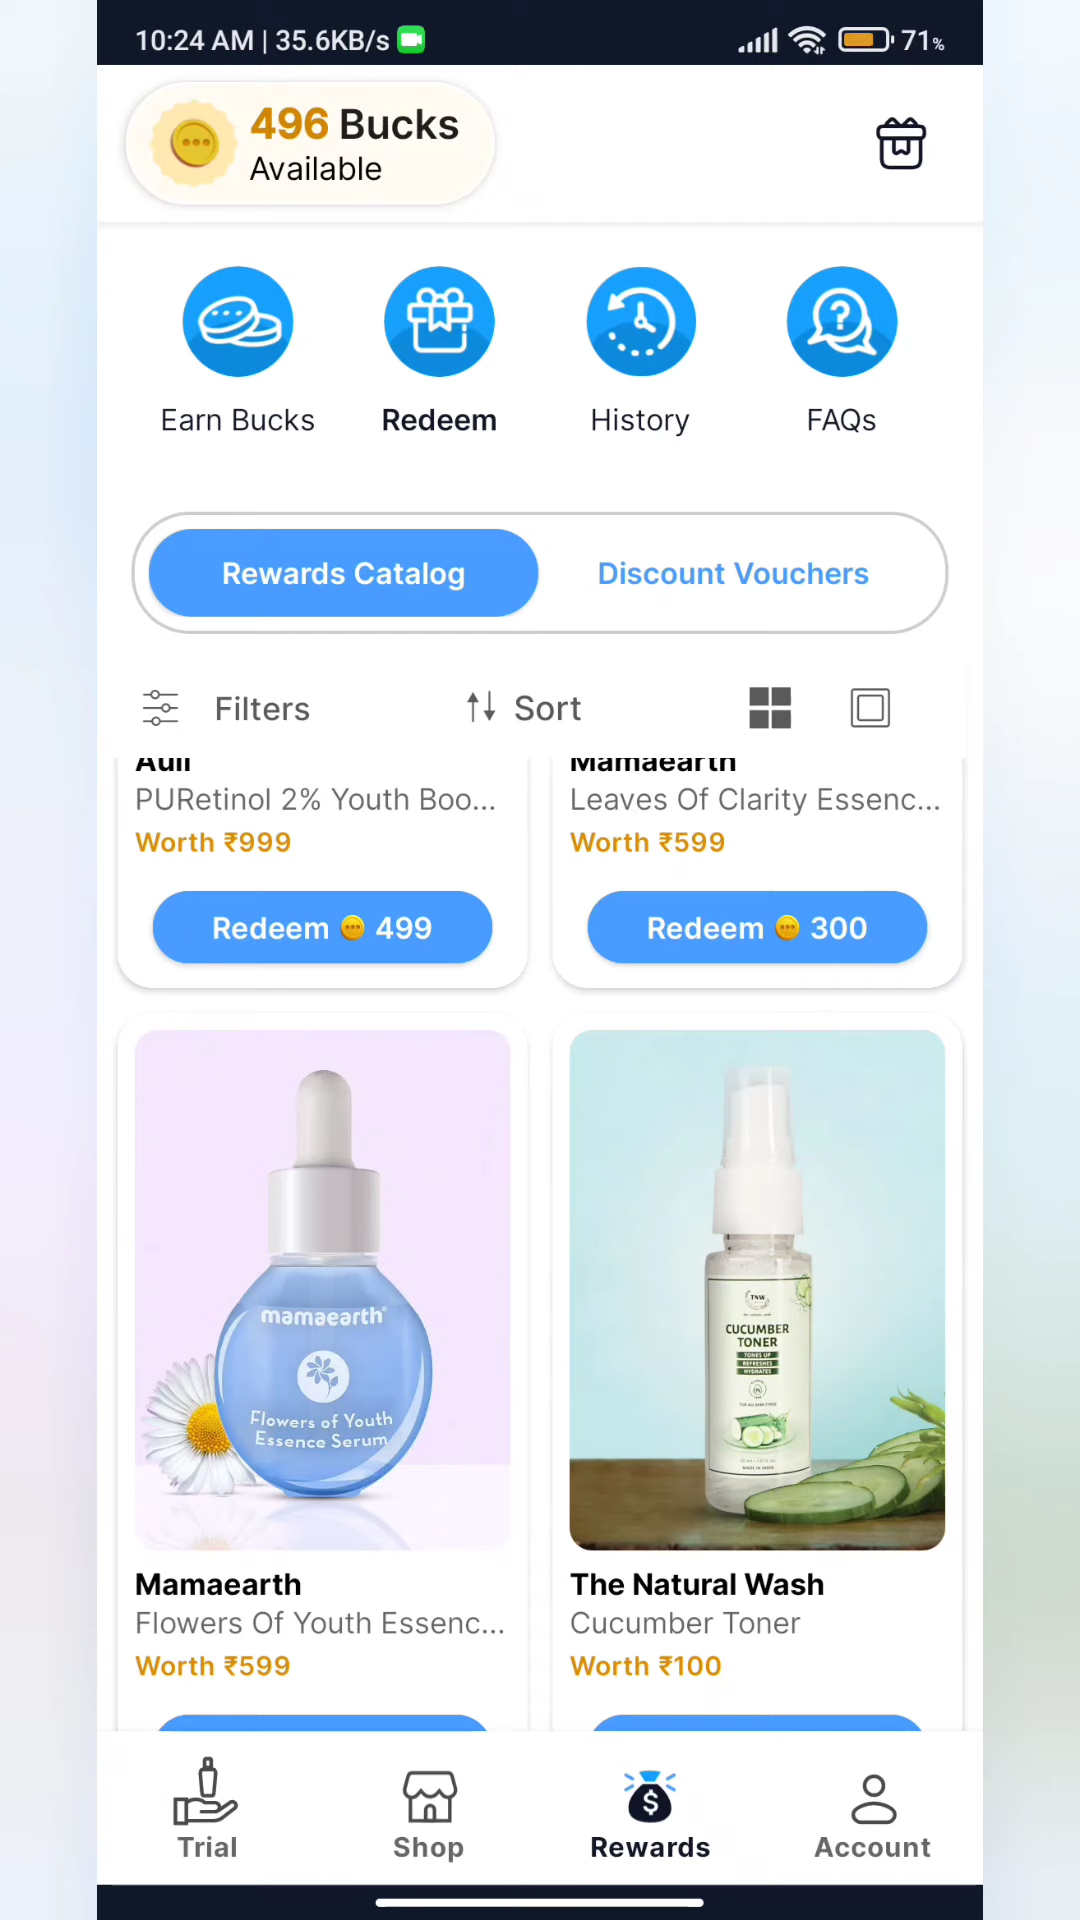 10:24 AM | 35.6KB/s
71%
496 Bucks
Available
Earn Bucks
Redeem
History
FAQs
Rewards Catalog
Discount Vouchers
Filters
Sort
Auli
PURetinol 2% Youth Boo...
Worth ₹999
Redeem 499
Mamaearth
Leaves Of Clarity Essenc...
Worth ₹599
Redeem 300
mamaearth
Flowers of Youth
Essence Serum
TNW
CUCUMBER
TONER
TONES UP
REFRESHES
HYDRATES
FOR ALL SKIN TYPES
MADE IN INDIA
Mamaearth
Flowers Of Youth Essenc...
Worth ₹599
The Natural Wash
Cucumber Toner
Worth ₹100
Trial
Shop
Rewards
Account